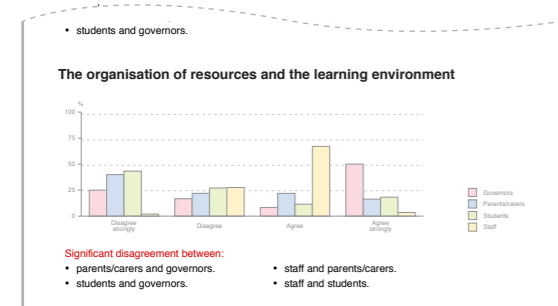 • students and governors.
The organisation of resources and the learning environment
%
100
75
50
25
0
Disagree strongly
Disagree
Agree
Agree strongly
Governors
Parents/carers
Students
Staff
Significant disagreement between:
• parents/carers and governors.
• students and governors.
• staff and parents/carers.
• staff and students.